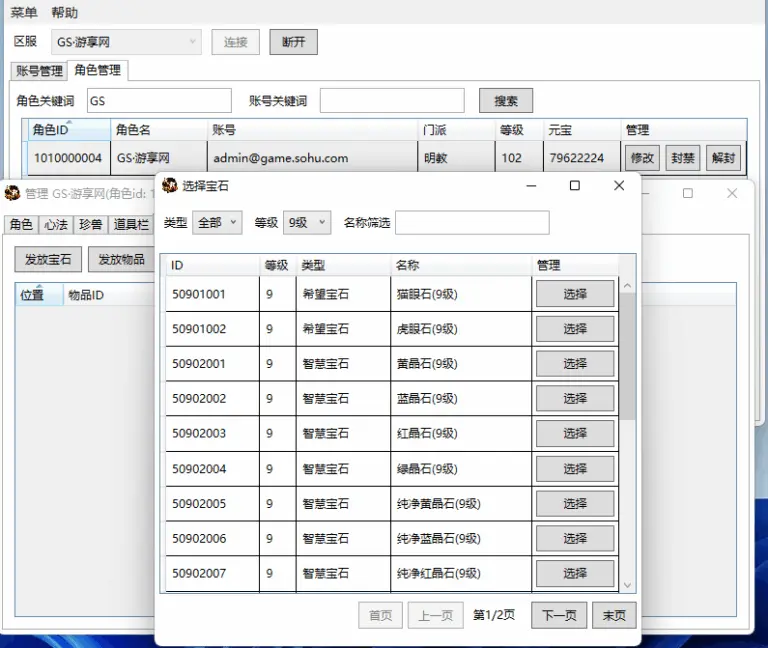 菜单 帮助
区服 GS·游享网 连接 断开
账号管理 角色管理
角色关键词 GS 账号关键词 搜索
角色ID 角色名 账号 门派 等级 元宝 管理
1010000004 GS·游享网 admin@game.sohu.com 明教 102 79622224 修改 封禁 解封
管理 GS·游享网(角色id: 1
角色 心法 珍兽 道具栏
发放宝石 发放物品
位置 物品ID
选择宝石
类型 全部 等级 9级 名称筛选
ID 等级 类型 名称 管理
50901001 9 希望宝石 猫眼石(9级) 选择
50901002 9 希望宝石 虎眼石(9级) 选择
50902001 9 智慧宝石 黄晶石(9级) 选择
50902002 9 智慧宝石 蓝晶石(9级) 选择
50902003 9 智慧宝石 红晶石(9级) 选择
50902004 9 智慧宝石 绿晶石(9级) 选择
50902005 9 智慧宝石 纯净黄晶石(9级) 选择
50902006 9 智慧宝石 纯净蓝晶石(9级) 选择
50902007 9 智慧宝石 纯净红晶石(9级) 选择
首页 上一页 第1/2页 下一页 末页